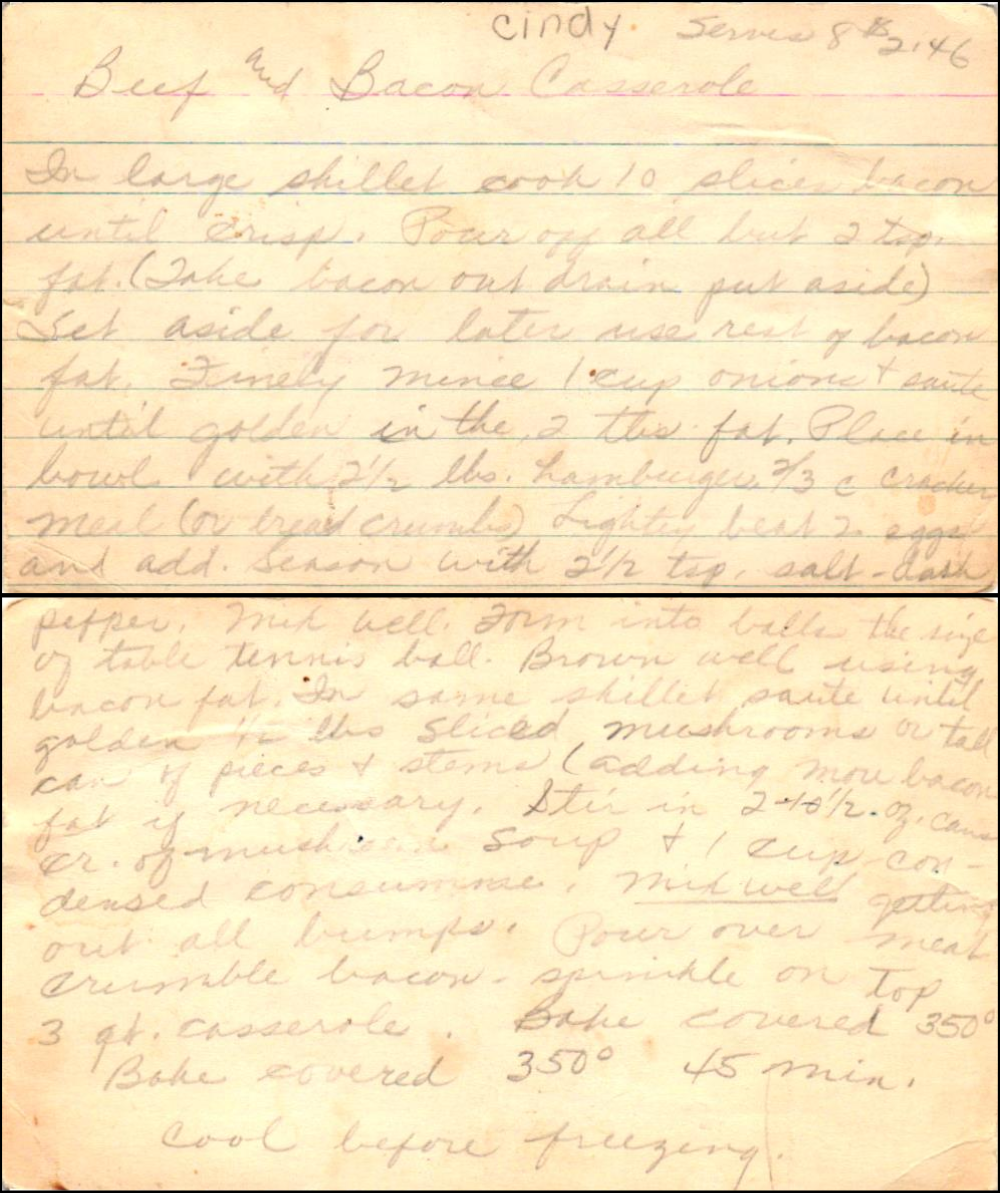 cindy. Serves 8 $2.46
Beef and Bacon Casserole
In large skillet cook 10 slices bacon
until crisp. Pour off all but 2 tsp.
fat. (Take bacon out drain put aside)
Set aside for later use rest of bacon
fat. Finely mince 1 cup onions + saute
until golden in the 2 tbs fat. Place in
bowl with 2 1/2 lbs. hamburger, 2/3 c cracker
meal (or bread crumbs) Lightly beat 2 eggs
and add. Season with 2 1/2 tsp. salt - dash
pepper. Mix well. Form into balls the size
of table tennis ball. Brown well using
bacon fat. In same skillet saute until
golden 1/2 lbs sliced mushrooms or tall
can of pieces + stems (adding more bacon
fat if necessary. Stir in 2 - 10 1/2 - oz. cans
cr. of mushroom soup + 1 cup con-
densed consumme. Mix well getting
out all bumps. Pour over meat
crumble bacon - sprinkle on top
3 qt. casserole. Bake covered 350°
Bake covered 350° 45 min.
Cool before freezing.